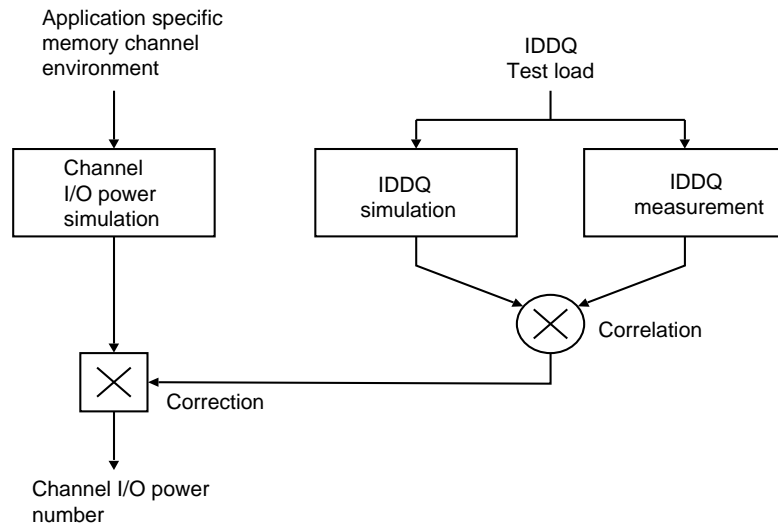 Application specific
memory channel
environment
IDDQ
Test load
Channel
I/O power
simulation
IDDQ
simulation
IDDQ
measurement
Correlation
Correction
Channel I/O power
number